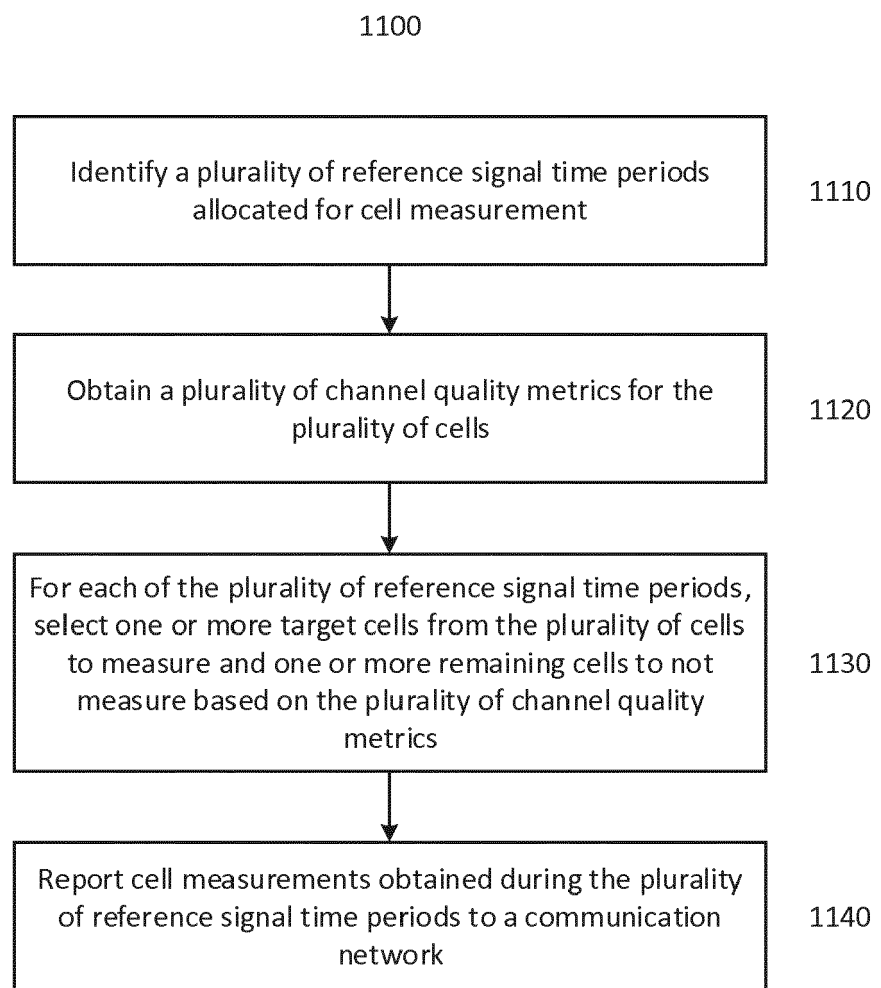 1100
Identify a plurality of reference signal time periods
allocated for cell measurement
1110
Obtain a plurality of channel quality metrics for the
plurality of cells
1120
For each of the plurality of reference signal time periods,
select one or more target cells from the plurality of cells
to measure and one or more remaining cells to not
measure based on the plurality of channel quality
metrics
1130
Report cell measurements obtained during the plurality
of reference signal time periods to a communication
network
1140